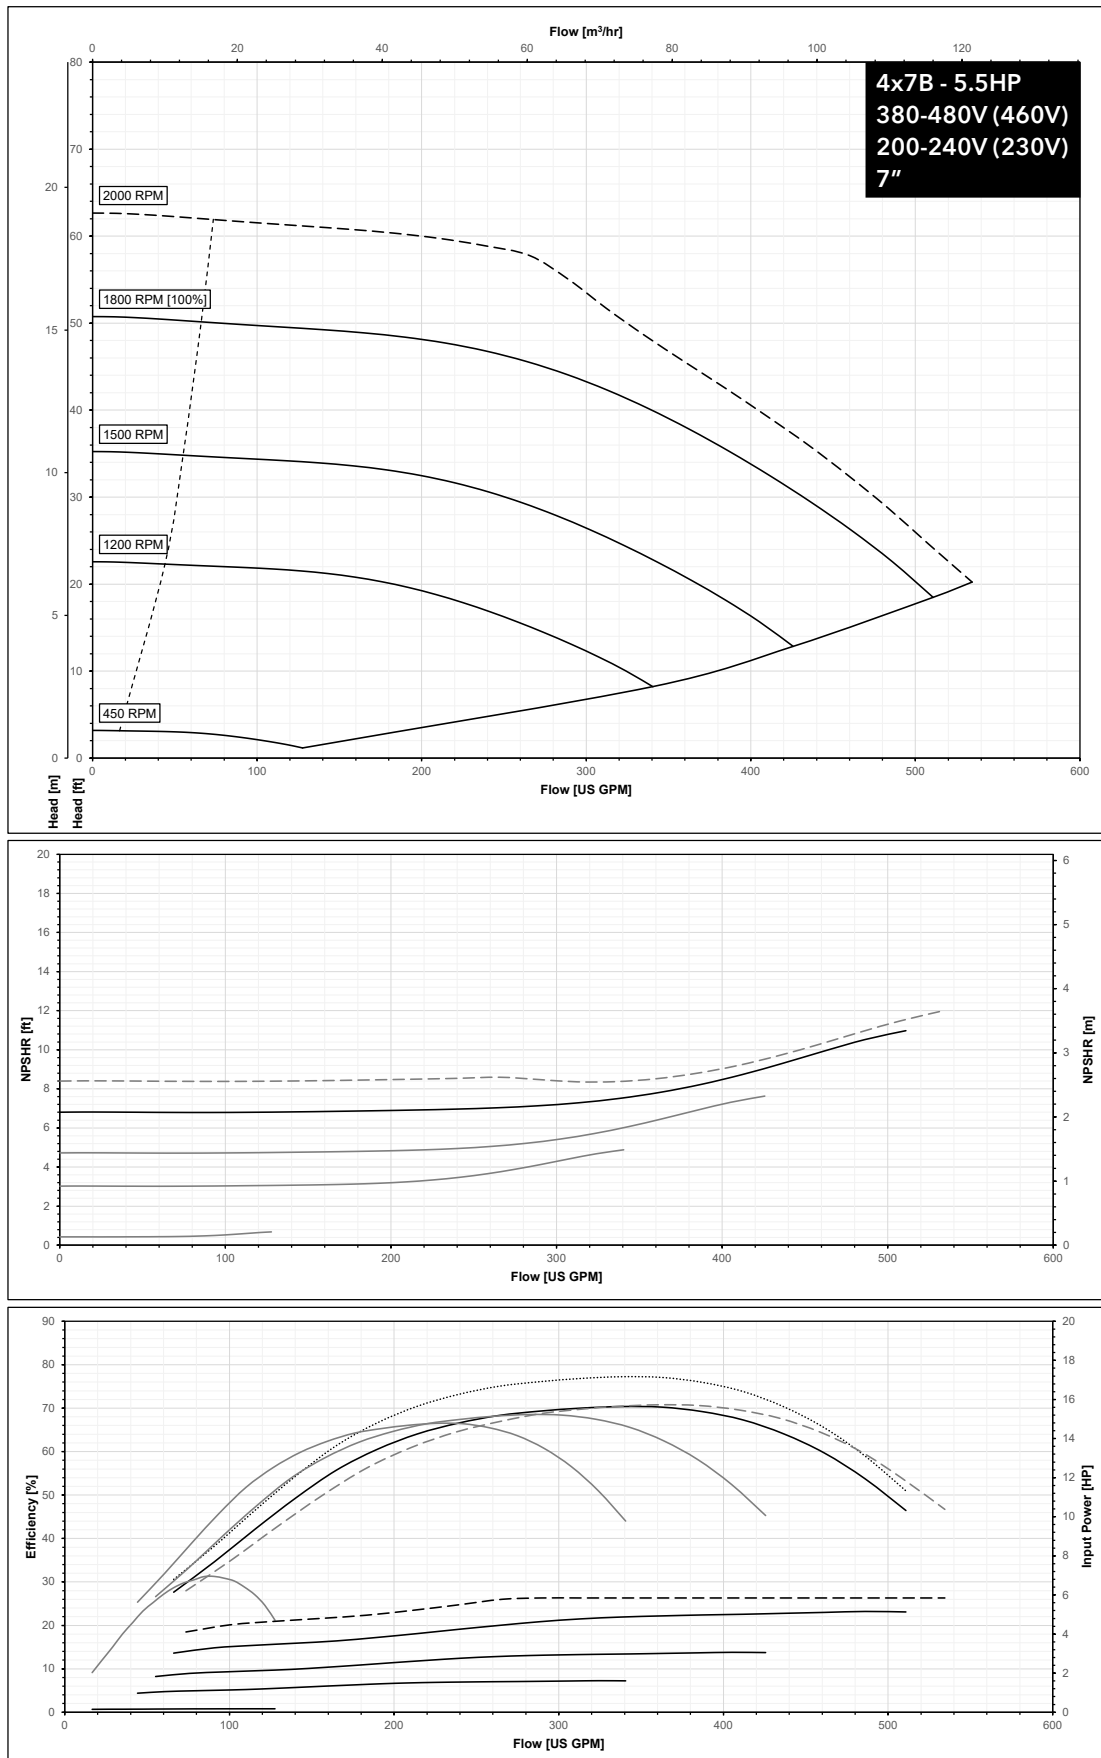 Flow [m³/hr]
0 20 40 60 80 100 120
4x7B - 5.5HP
380-480V (460V)
200-240V (230V)
7"
80
70
20
2000 RPM
60
1800 RPM [100%]
15
50
40
1500 RPM
10
30
1200 RPM
20
5
10
450 RPM
0 0
0 100 200 300 400 500 600
Head [m]
Head [ft]
Flow [US GPM]
20
18
16
14
12
10
8
6
4
2
0
NPSHR [ft]
6
5
4
3
2
1
0
NPSHR [m]
0 100 200 300 400 500 600
Flow [US GPM]
90
80
70
60
50
40
30
20
10
0
Efficiency [%]
20
18
16
14
12
10
8
6
4
2
0
Input Power [HP]
0 100 200 300 400 500 600
Flow [US GPM]